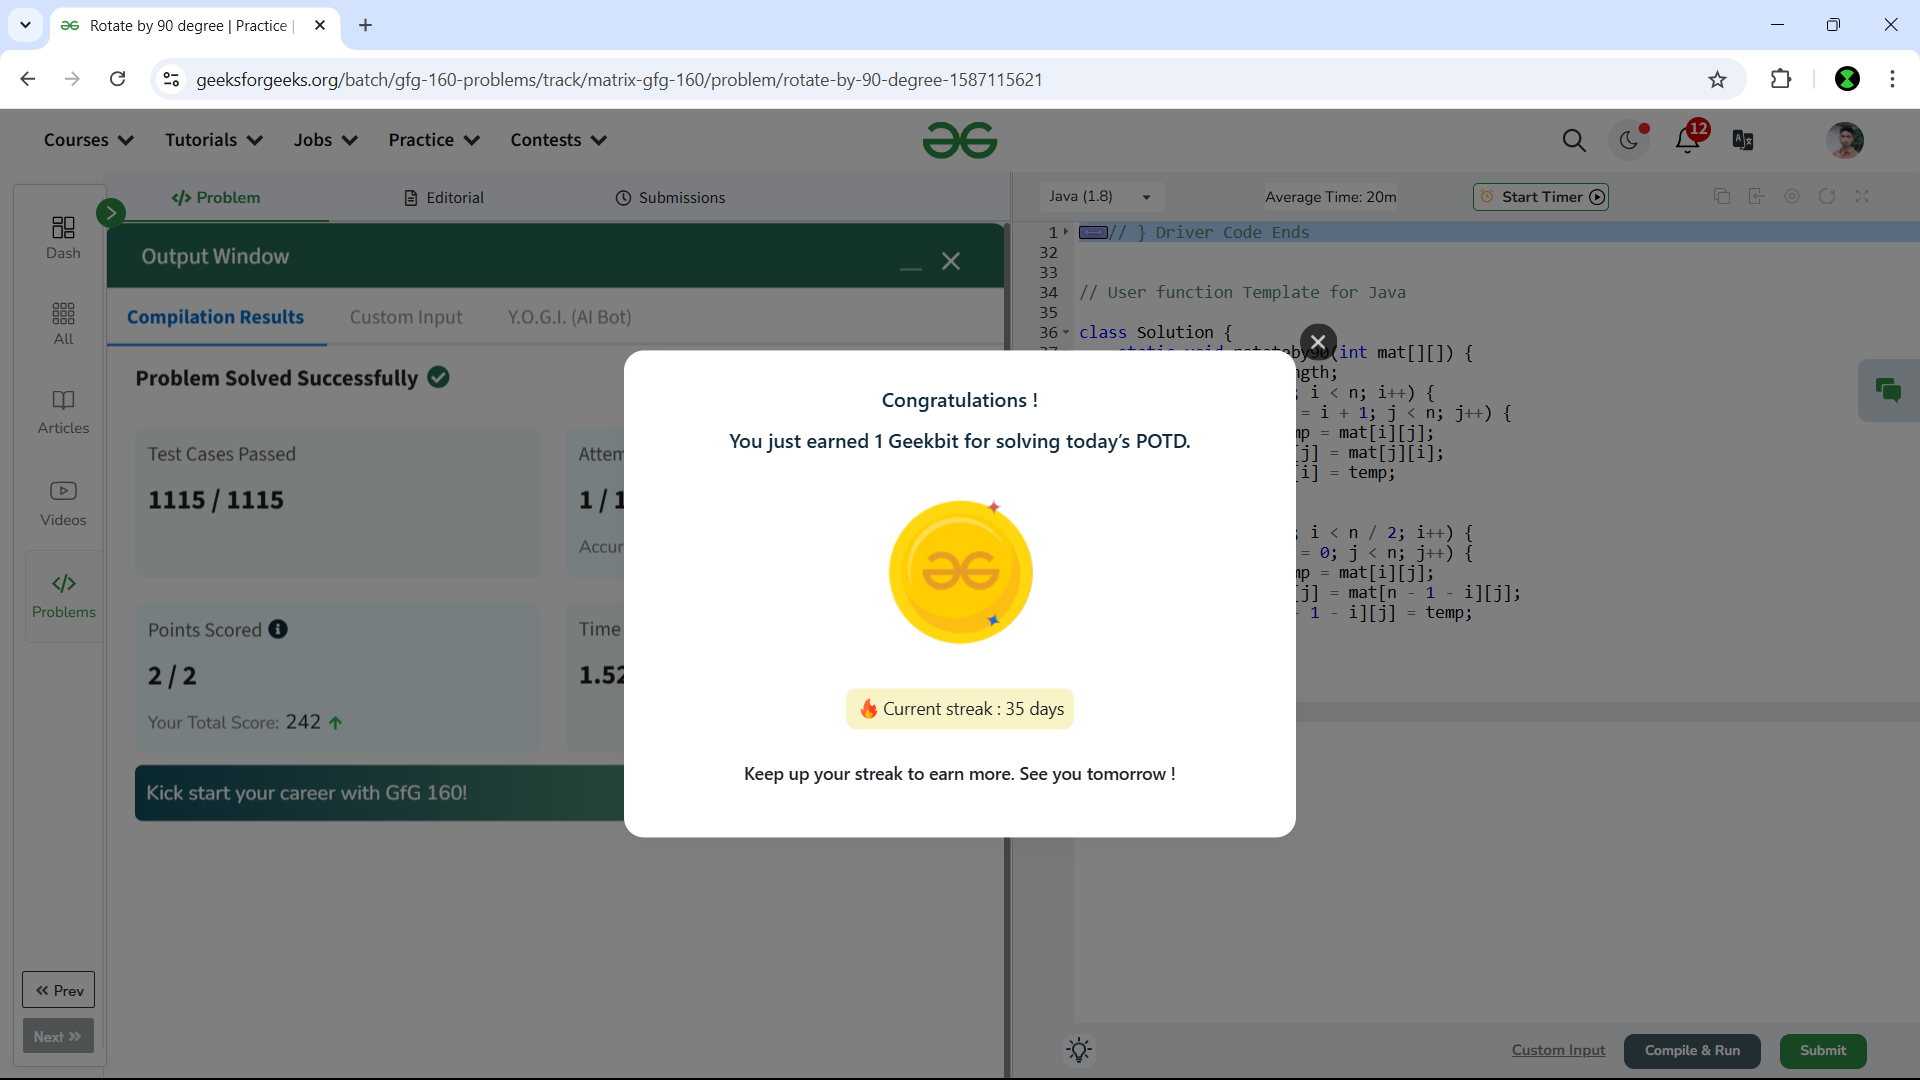 Rotate by 90 degree | Practice |
geeksforgeeks.org/batch/gfg-160-problems/track/matrix-gfg-160/problem/rotate-by-90-degree-1587115621
Courses Tutorials Jobs Practice Contests
12
Problem Editorial Submissions
Java (1.8) Average Time: 20m Start Timer
Dash
All
Articles
Videos
Problems
Prev
Next
Output Window
Compilation Results Custom Input Y.O.G.I. (AI Bot)
Problem Solved Successfully
Test Cases Passed
1115 / 1115
Attem
1 / 1
Accur
Points Scored
2 / 2
Your Total Score: 242
Time
1.52
Kick start your career with GfG 160!
Congratulations !
You just earned 1 Geekbit for solving today's POTD.
Current streak : 35 days
Keep up your streak to earn more. See you tomorrow !
1 // } Driver Code Ends
32
33
34 // User function Template for Java
35
36 class Solution {
37 static void rotateby90(int mat[][]) {
ngth;
; i < n; i++) {
= i + 1; j < n; j++) {
mp = mat[i][j];
[j] = mat[j][i];
[i] = temp;
; i < n / 2; i++) {
= 0; j < n; j++) {
mp = mat[i][j];
[j] = mat[n - 1 - i][j];
- 1 - i][j] = temp;
Custom Input Compile & Run Submit